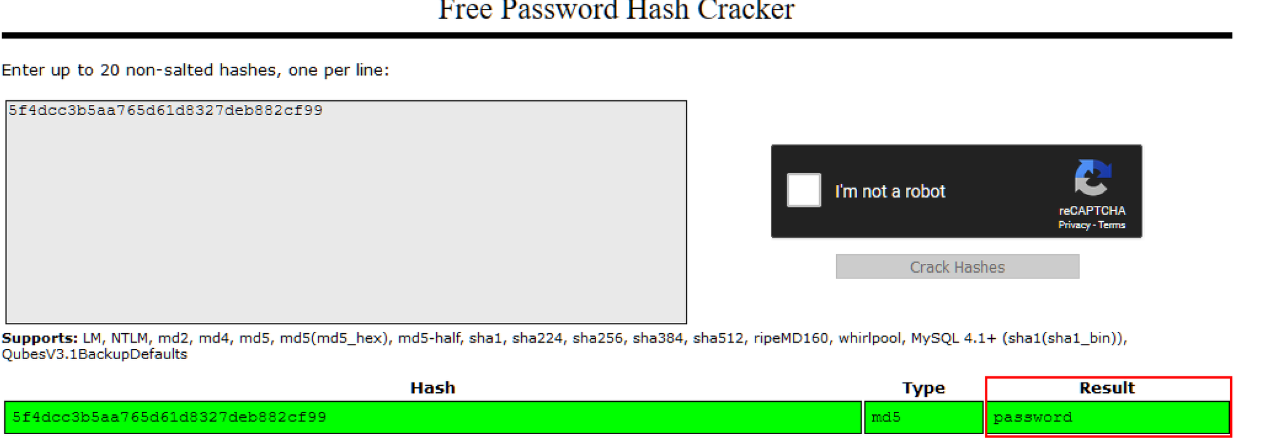 Free Password Hash Cracker
Enter up to 20 non-salted hashes, one per line:
5f4dcc3b5aa765d61d8327deb882cf99
I'm not a robot
reCAPTCHA
Privacy - Terms
Crack Hashes
Supports: LM, NTLM, md2, md4, md5, md5(md5_hex), md5-half, sha1, sha224, sha256, sha384, sha512, ripeMD160, whirlpool, MySQL 4.1+ (sha1(sha1_bin)),
QubesV3.1BackupDefaults
Hash Type Result
5f4dcc3b5aa765d61d8327deb882cf99 md5 password